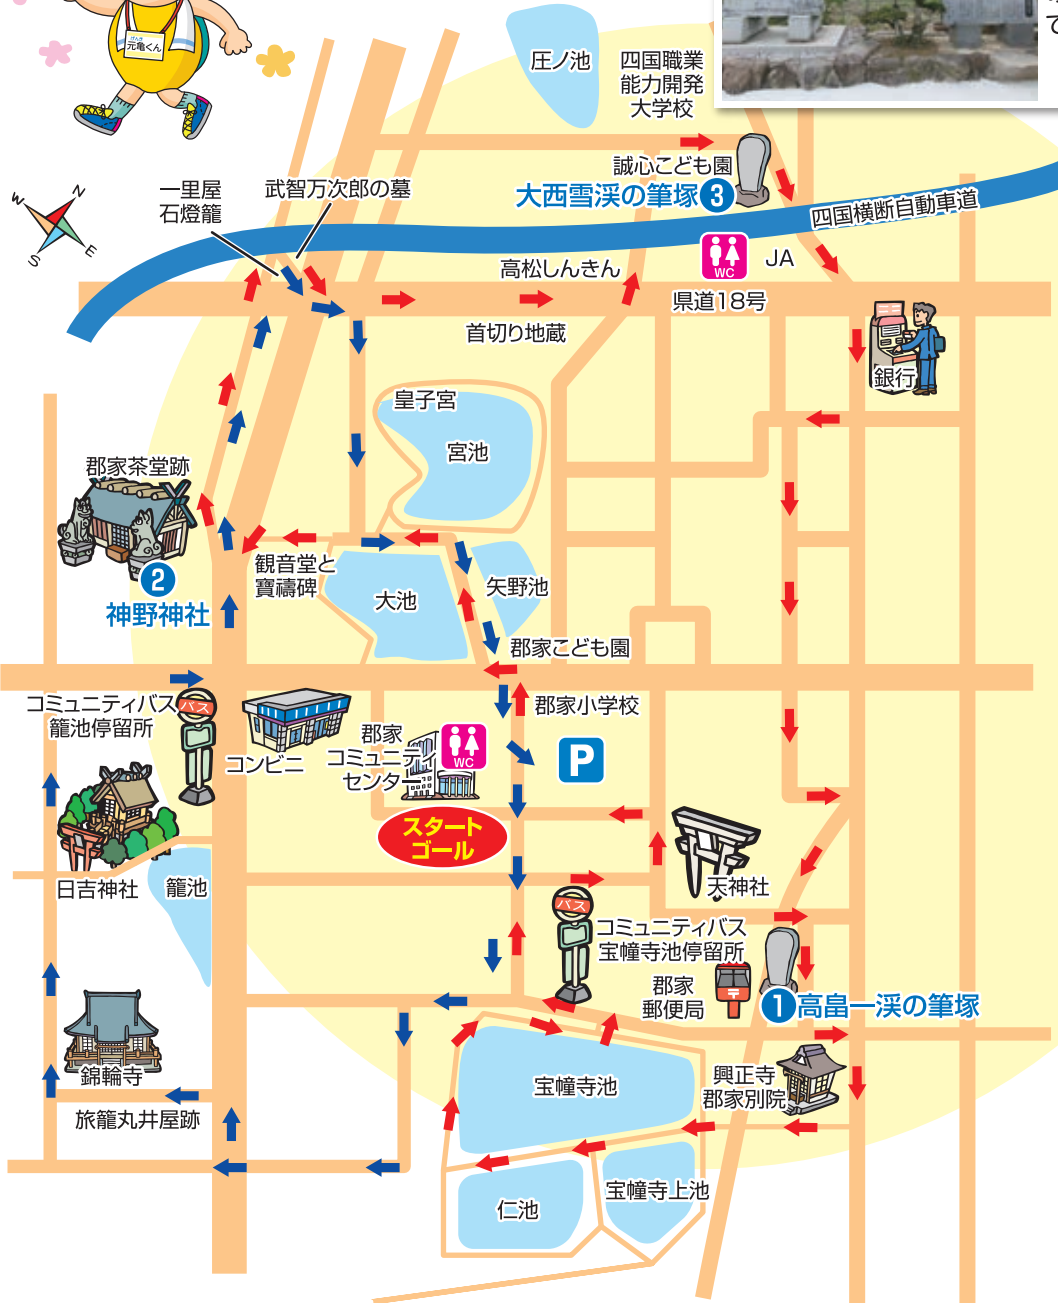 げんき
元亀くん
で
圧ノ池
四国職業
能力開発
大学校
N
W
E
S
一里屋
石燈籠
武智万次郎の墓
誠心こども園
大西雪渓の筆塚3
四国横断自動車道
WC
JA
高松しんきん
県道18号
首切り地蔵
銀行
皇子宮
宮池
郡家茶堂跡
2
神野神社
観音堂と
寶禱碑
大池
矢野池
郡家こども園
コミュニティバス
籠池停留所
バス
コンビニ
郡家
コミュニティ
センター
WC
郡家小学校
P
スタート
ゴール
日吉神社
籠池
天神社
バス
コミュニティバス
宝幢寺池停留所
郡家
郵便局
〒
1高畠一渓の筆塚
錦輪寺
旅籠丸井屋跡
宝幢寺池
興正寺
郡家別院
仁池
宝幢寺上池